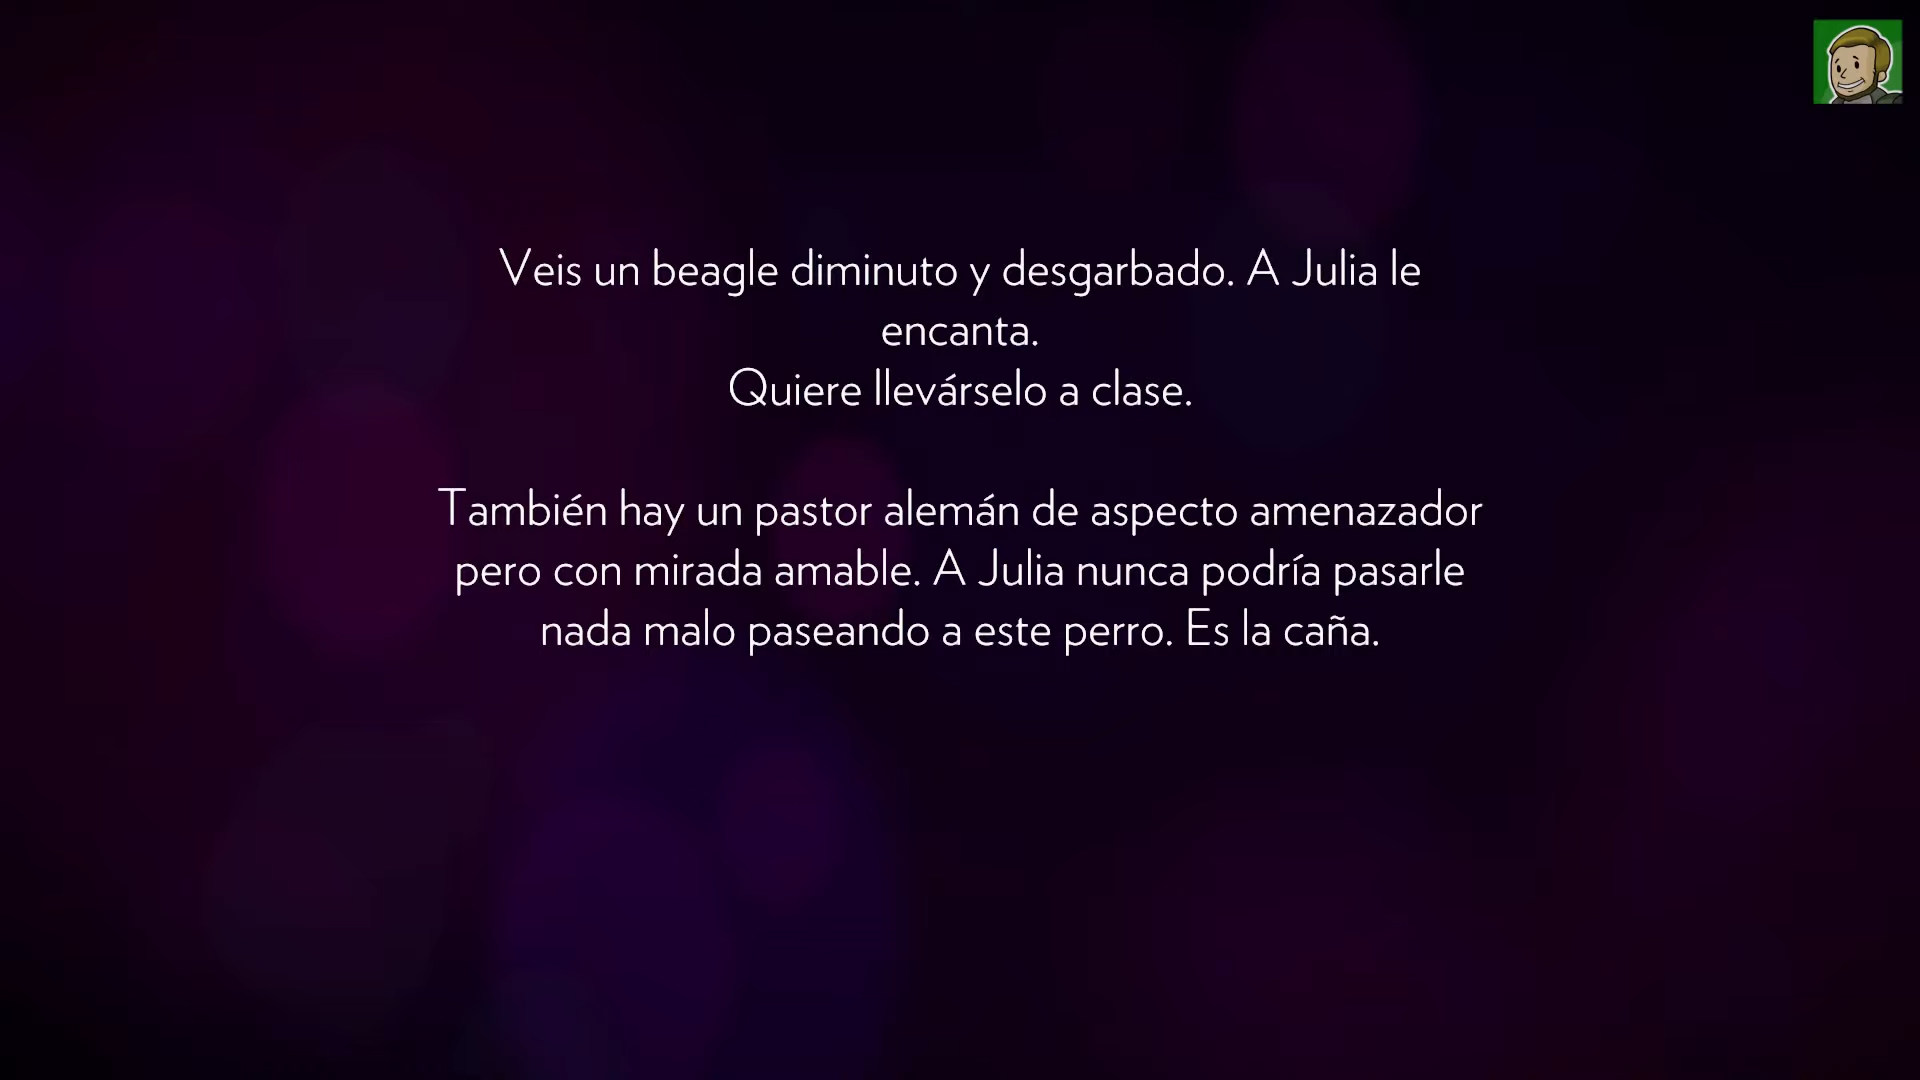 Veis un beagle diminuto y desgarbado. A Julia le
encanta.
Quiere llevárselo a clase.
También hay un pastor alemán de aspecto amenazador
pero con mirada amable. A Julia nunca podría pasarle
nada malo paseando a este perro. Es la caña.